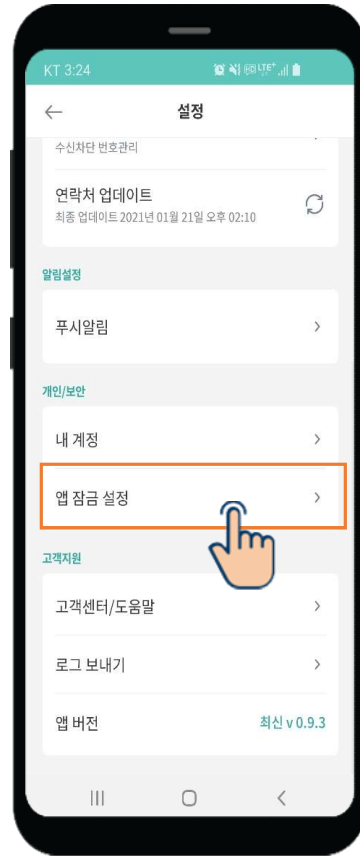 KT 3:24
LTE+
설정
수신차단 번호관리
연락처 업데이트
최종 업데이트 2021년 01월 21일 오후 02:10
알림설정
푸시알림
개인/보안
내 계정
앱 잠금 설정
고객지원
고객센터/도움말
로그 보내기
앱 버전
최신 v 0.9.3